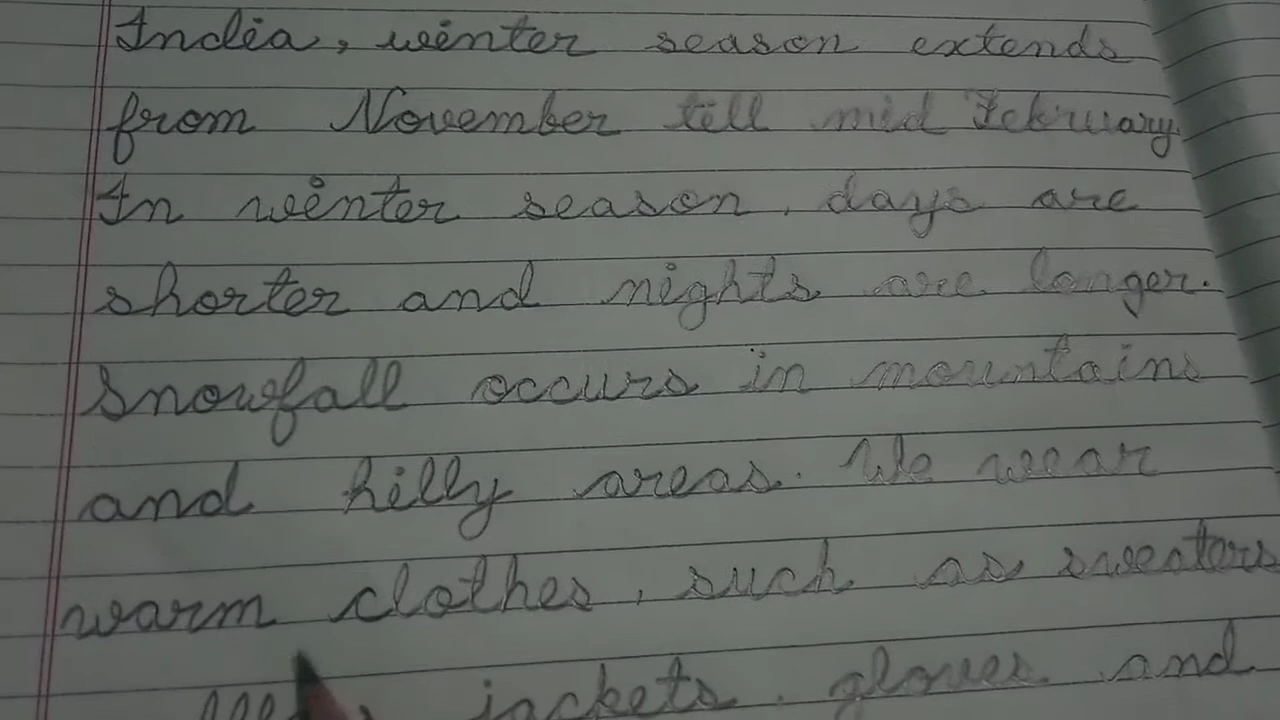 India, winter season extends
from November till mid February.
In winter season, days are
shorter and nights are longer.
Snowfall occurs in mountains
and hilly areas. We wear
warm clothes, such as sweaters
jackets, gloves and